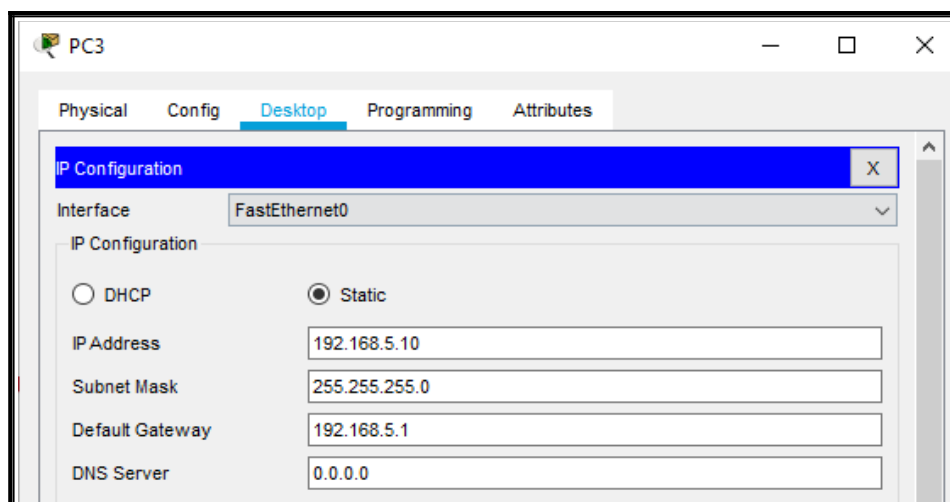 PC3
Physical Config Desktop Programming Attributes
IP Configuration X
Interface FastEthernet0
IP Configuration
DHCP Static
IP Address 192.168.5.10
Subnet Mask 255.255.255.0
Default Gateway 192.168.5.1
DNS Server 0.0.0.0